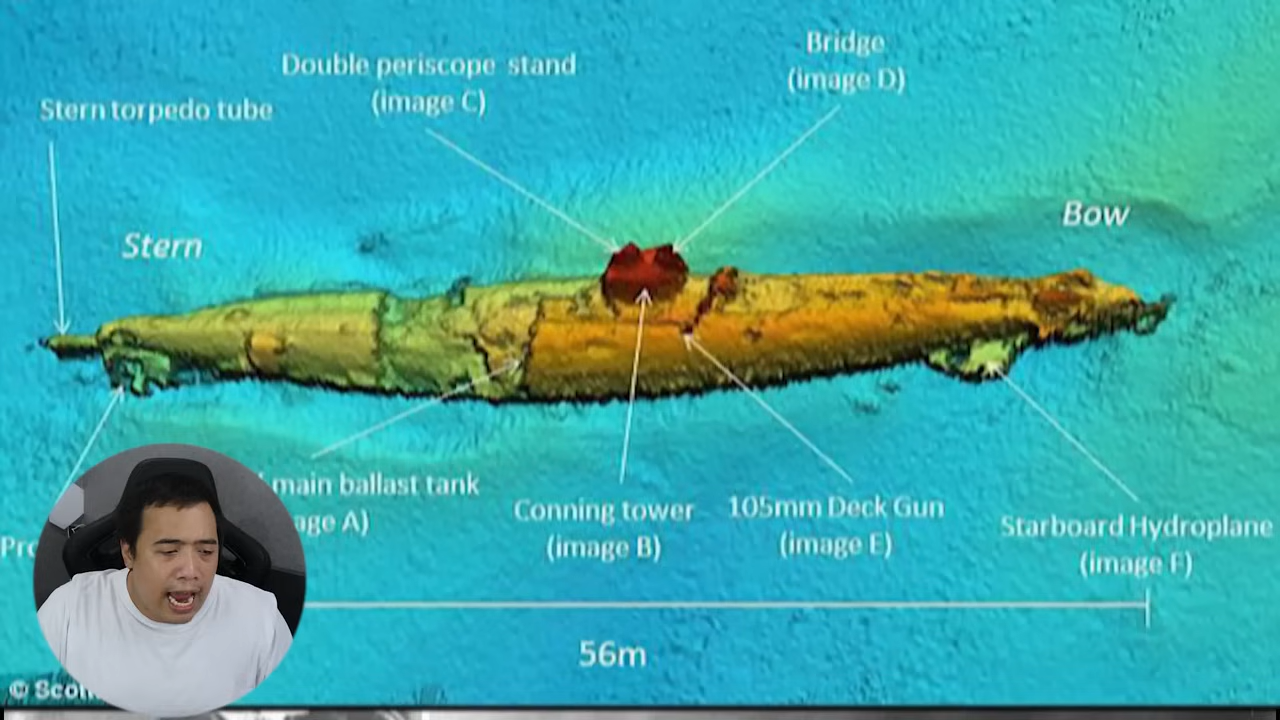 Bridge
(image D)
Double periscope stand
(image C)
Stern torpedo tube
Bow
Stern
main ballast tank
Conning tower
(image B)
105mm Deck Gun
(image E)
Starboard Hydroplane
(image F)
56m
©